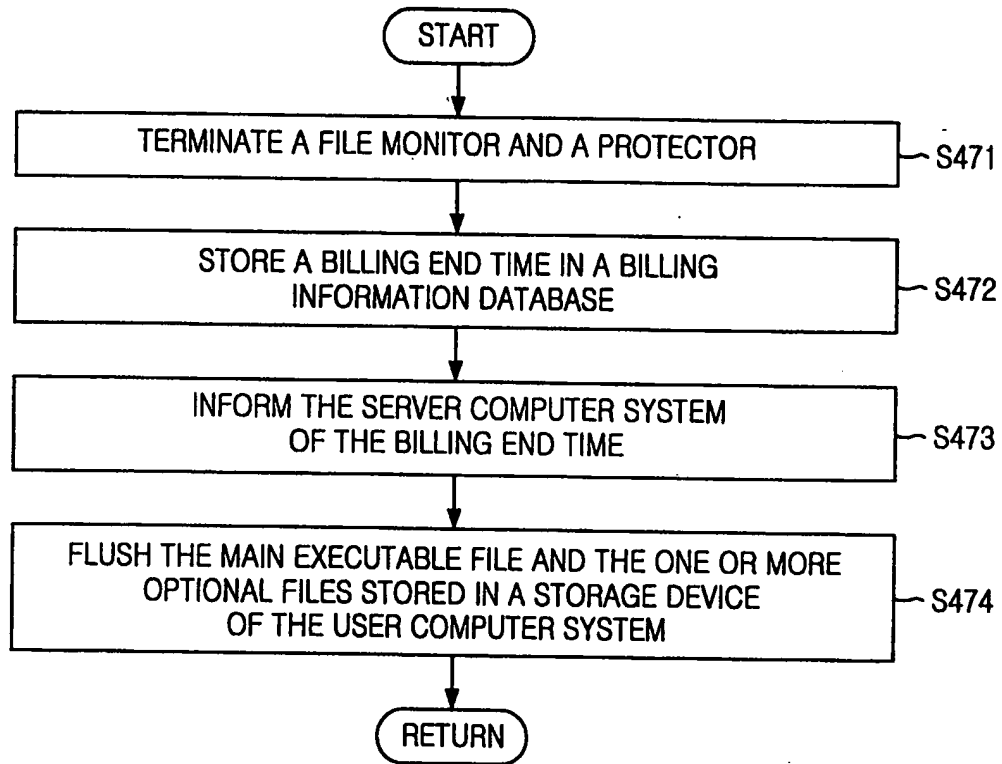 START
TERMINATE A FILE MONITOR AND A PROTECTOR
S471
STORE A BILLING END TIME IN A BILLING
INFORMATION DATABASE
S472
INFORM THE SERVER COMPUTER SYSTEM
OF THE BILLING END TIME
S473
FLUSH THE MAIN EXECUTABLE FILE AND THE ONE OR MORE
OPTIONAL FILES STORED IN A STORAGE DEVICE
OF THE USER COMPUTER SYSTEM
S474
RETURN